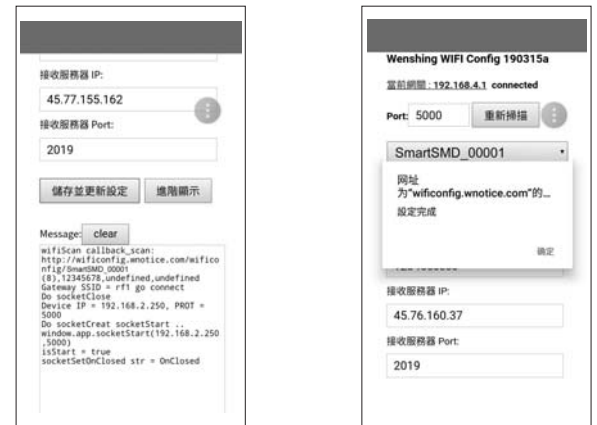 接收服務器 IP:
45.77.155.162
接收服務器 Port:
2019
儲存並更新設定 進階顯示
Message: clear
wifiScan callback_scan:
http://wificonfig.wnotice.com/wifico
nfig/SmartSMD_00001
(8),12345678,undefined,undefined
Gateway SSID = rf1 go connect
Do socketClose
Device IP = 192.168.2.250, PROT =
5000
Do socketCreat socketStart ..
window.app.socketStart(192.168.2.250
,5000)
isStart = true
socketSetOnClosed str = OnClosed
Wenshing WIFI Config 190315a
當前網關 : 192.168.4.1 connected
Port: 5000 重新掃描
SmartSMD_00001
网址
为"wificonfig.wnotice.com"的...
設定完成
确定
接收服務器 IP:
45.76.160.37
接收服務器 Port:
2019